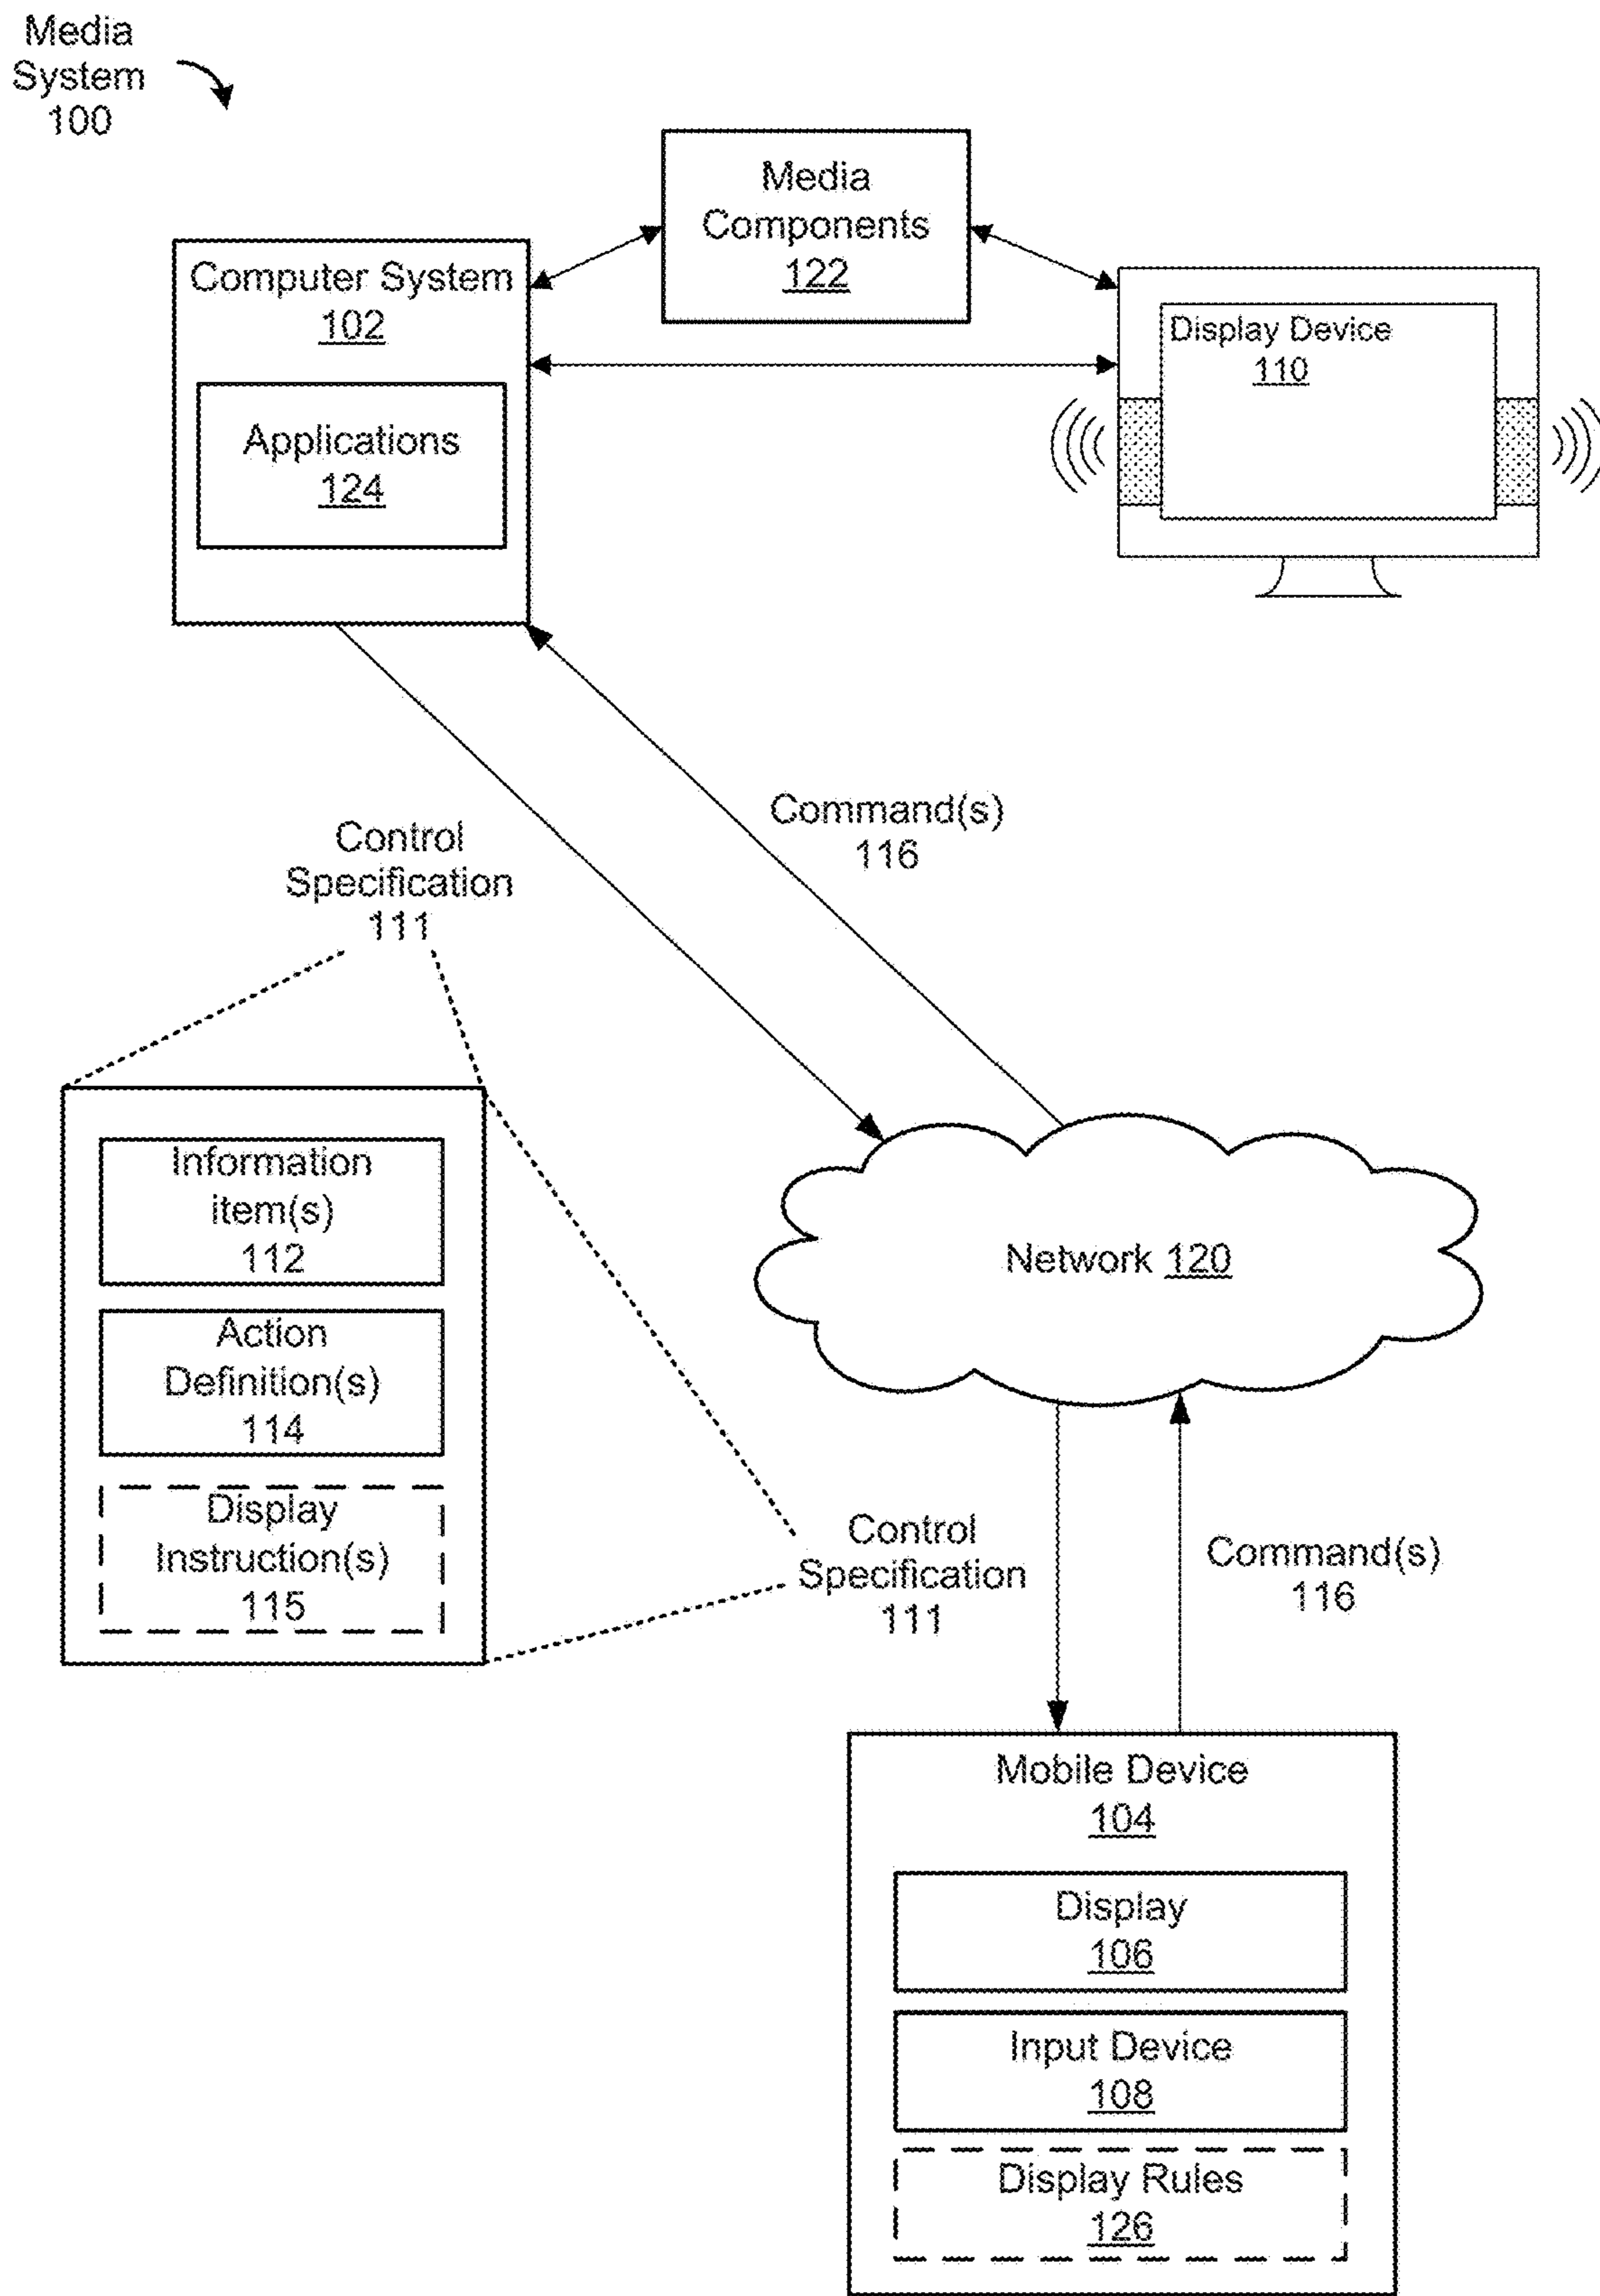 Media
System
100
Media
Components
122
Computer System
102
Applications
124
Display Device
110
Command(s)
116
Control
Specification
111
Information
item(s)
112
Action
Definition(s)
114
Display
Instruction(s)
115
Network 120
Control
Specification
111
Command(s)
116
Mobile Device
104
Display
106
Input Device
108
Display Rules
126